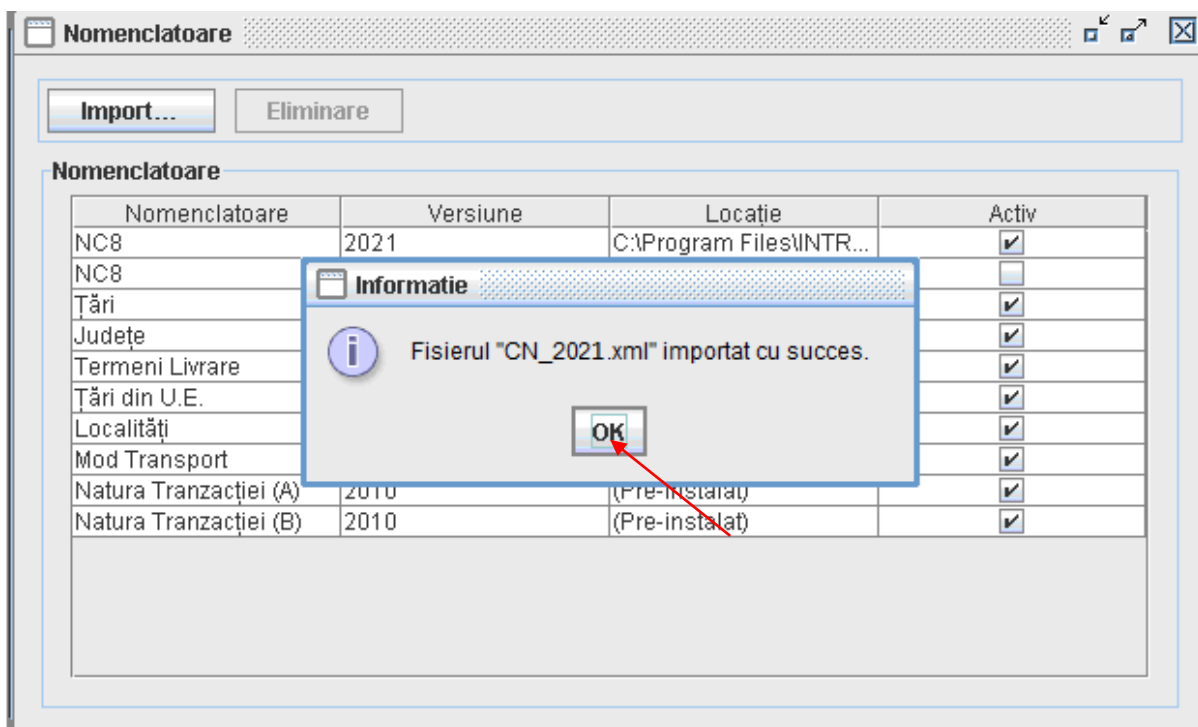 Nomenclatoare
Import...
Eliminare
Nomenclatoare
Nomenclatoare Versiune Locație Activ
NC8 2021 C:\Program Files\INTR...
NC8
Țări
Județe
Termeni Livrare
Țări din U.E.
Localități
Mod Transport
Natura Tranzacției (A) 2010 (Pre-instalat)
Natura Tranzacției (B) 2010 (Pre-instalat)
Informatie
Fisierul "CN_2021.xml" importat cu succes.
OK